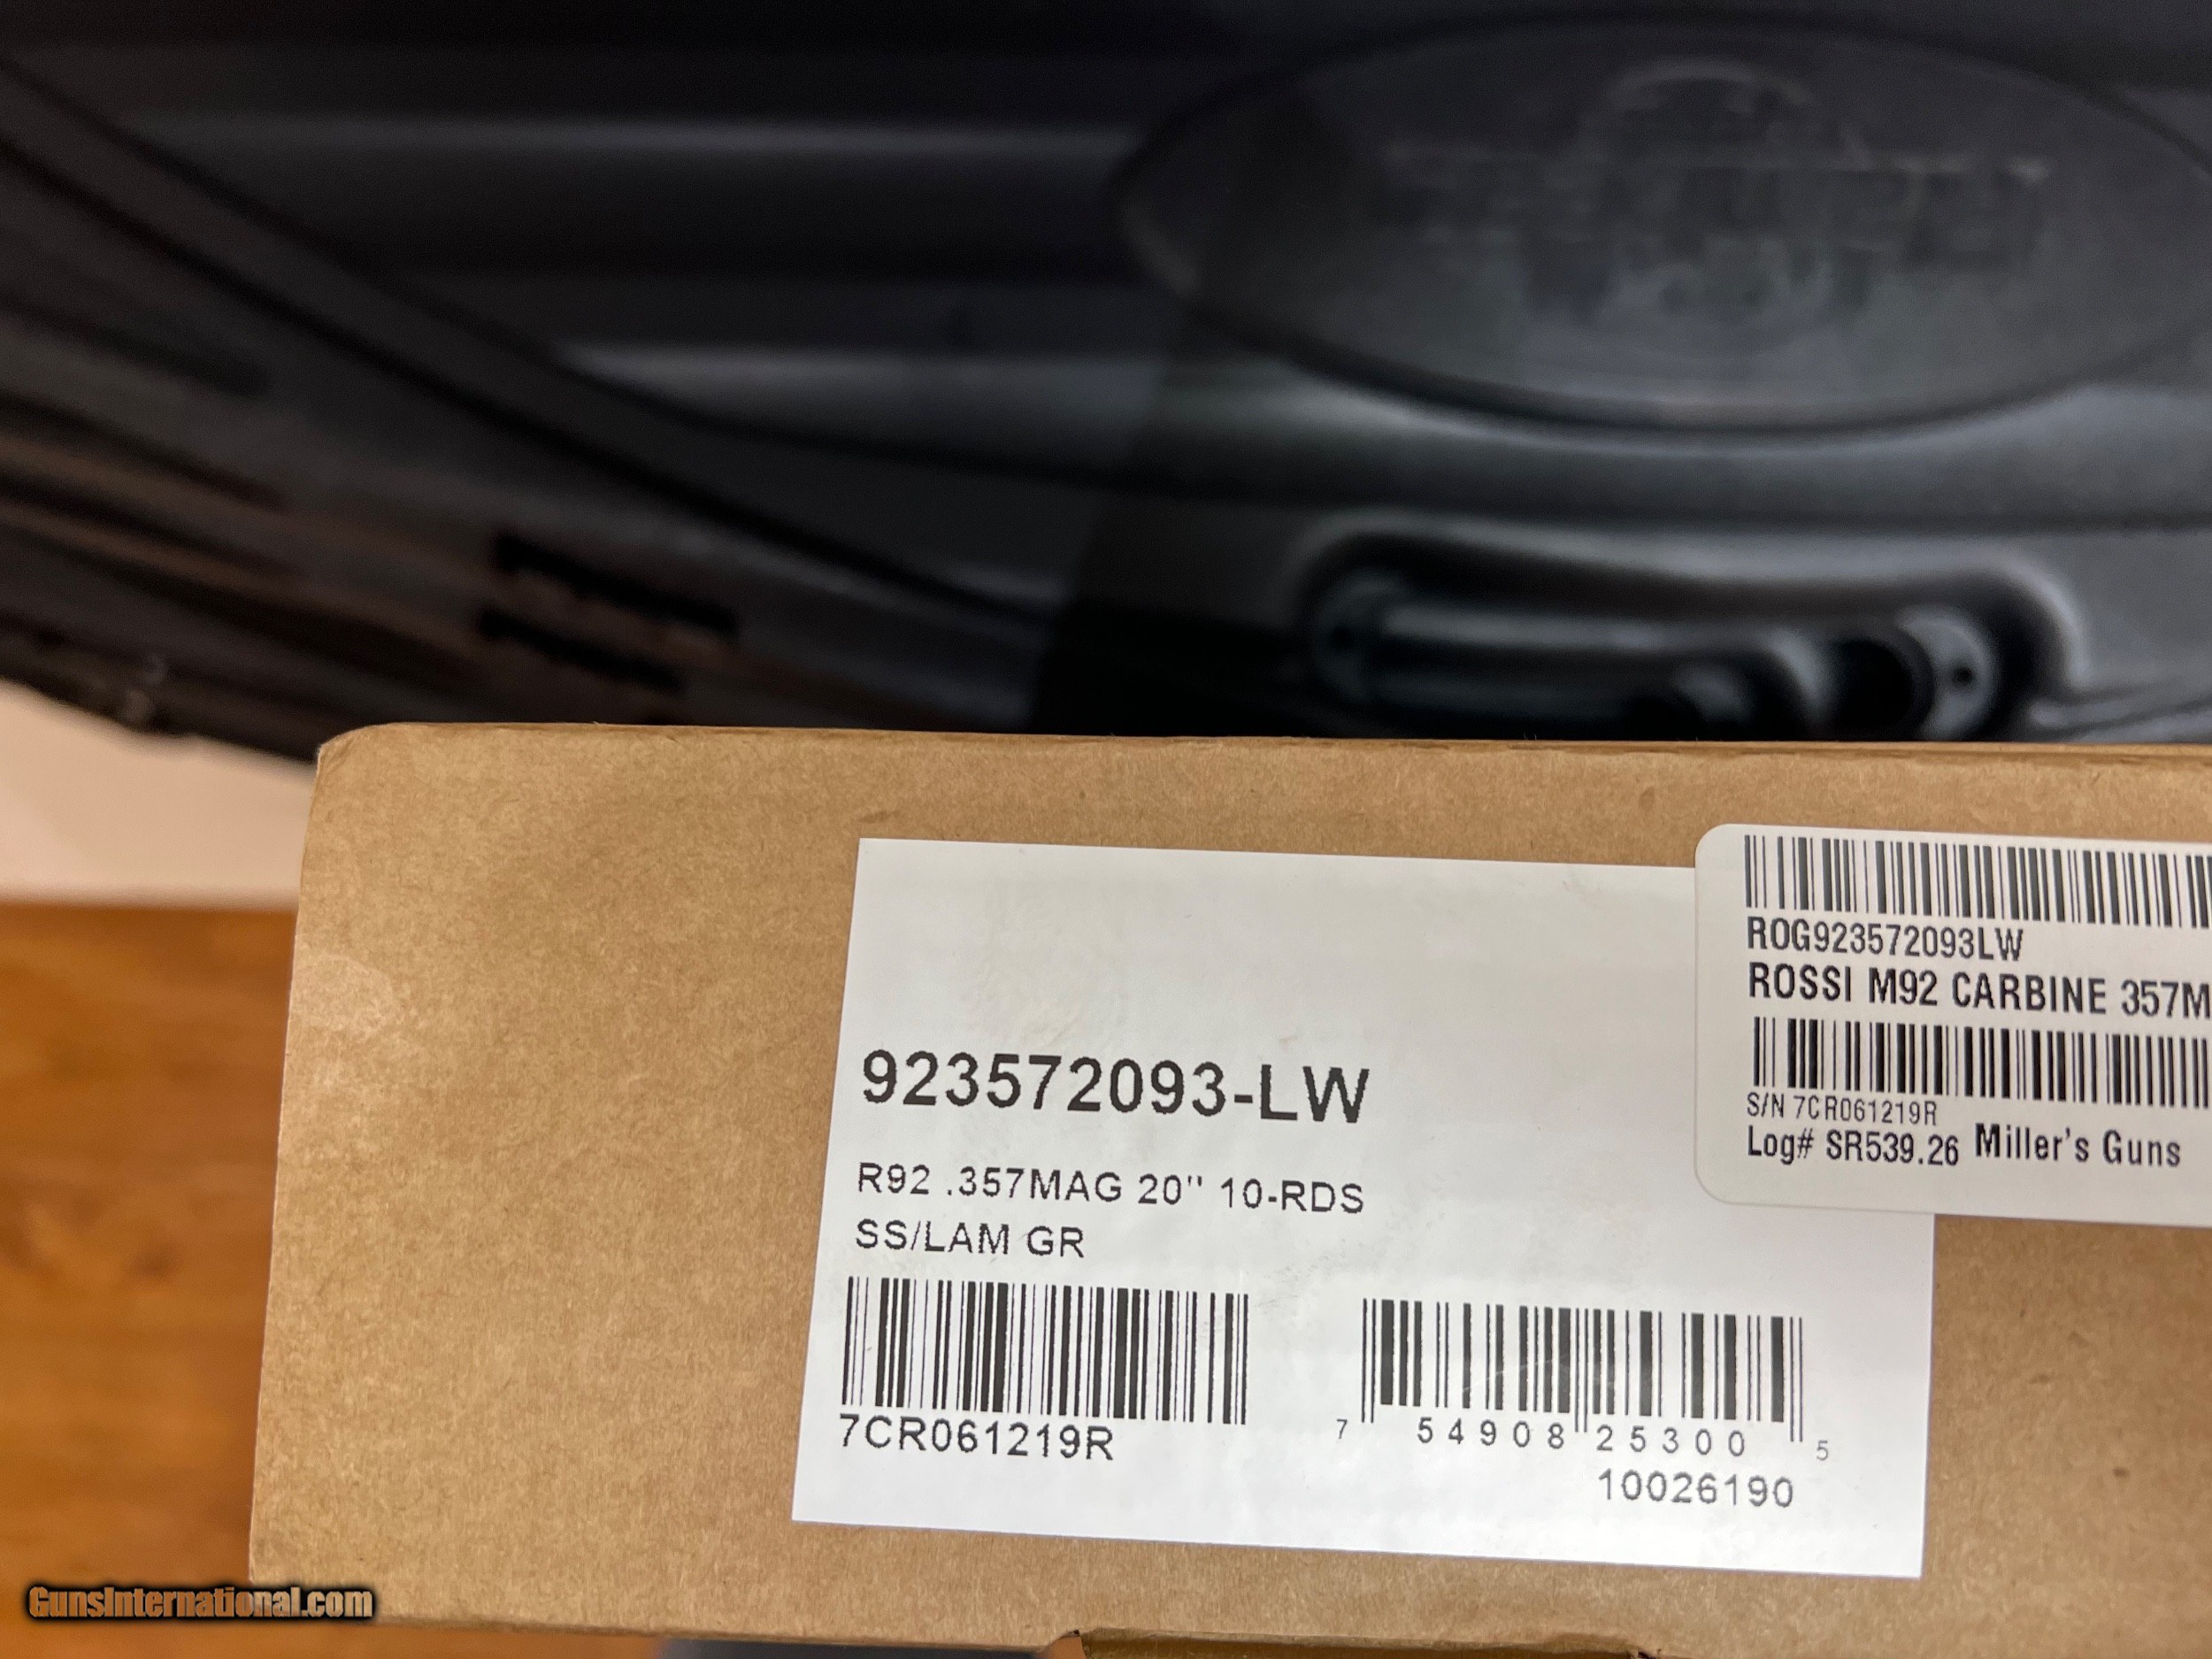 ROG923572093LW
ROSSI M92 CARBINE 357M
S/N 7CR061219R
Log# SR539.26 Miller's Guns
923572093-LW
R92 .357MAG 20" 10-RDS
SS/LAM GR
7CR061219R
7 54908 25300 5
10026190
GunsInternational.com